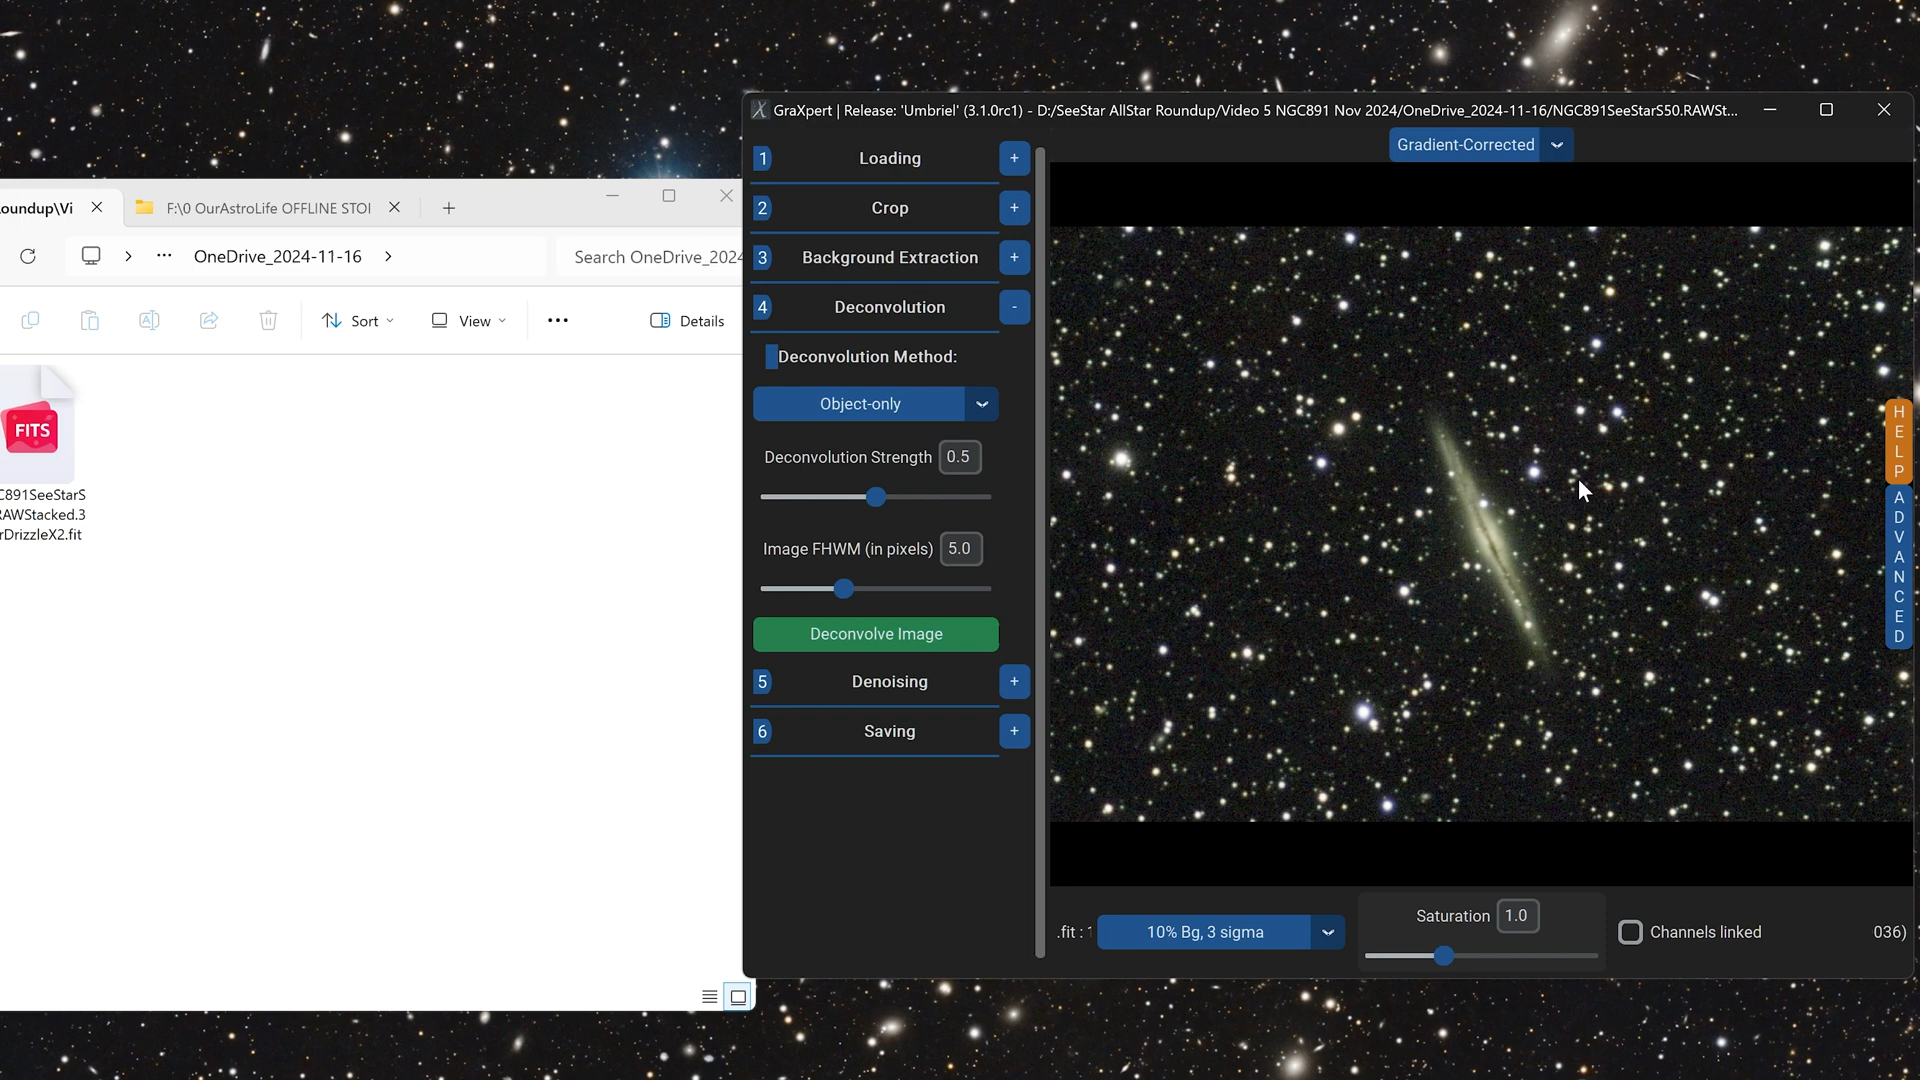 oundup\Vi
F:\0 OurAstroLife OFFLINE STOI
OneDrive_2024-11-16
Search OneDrive_2024
Sort
View
Details
FITS
C891SeeStarS
RAWStacked.3
rDrizzleX2.fit
GraXpert | Release: 'Umbriel' (3.1.0rc1) - D:/SeeStar AllStar Roundup/Video 5 NGC891 Nov 2024/OneDrive_2024-11-16/NGC891SeeStarS50.RAWSt...
Gradient-Corrected
1 Loading +
2 Crop +
3 Background Extraction +
4 Deconvolution -
Deconvolution Method:
Object-only
Deconvolution Strength 0.5
Image FHWM (in pixels) 5.0
Deconvolve Image
5 Denoising +
6 Saving +
HELP
ADVANCED
.fit : 1
10% Bg, 3 sigma
Saturation 1.0
Channels linked
036)